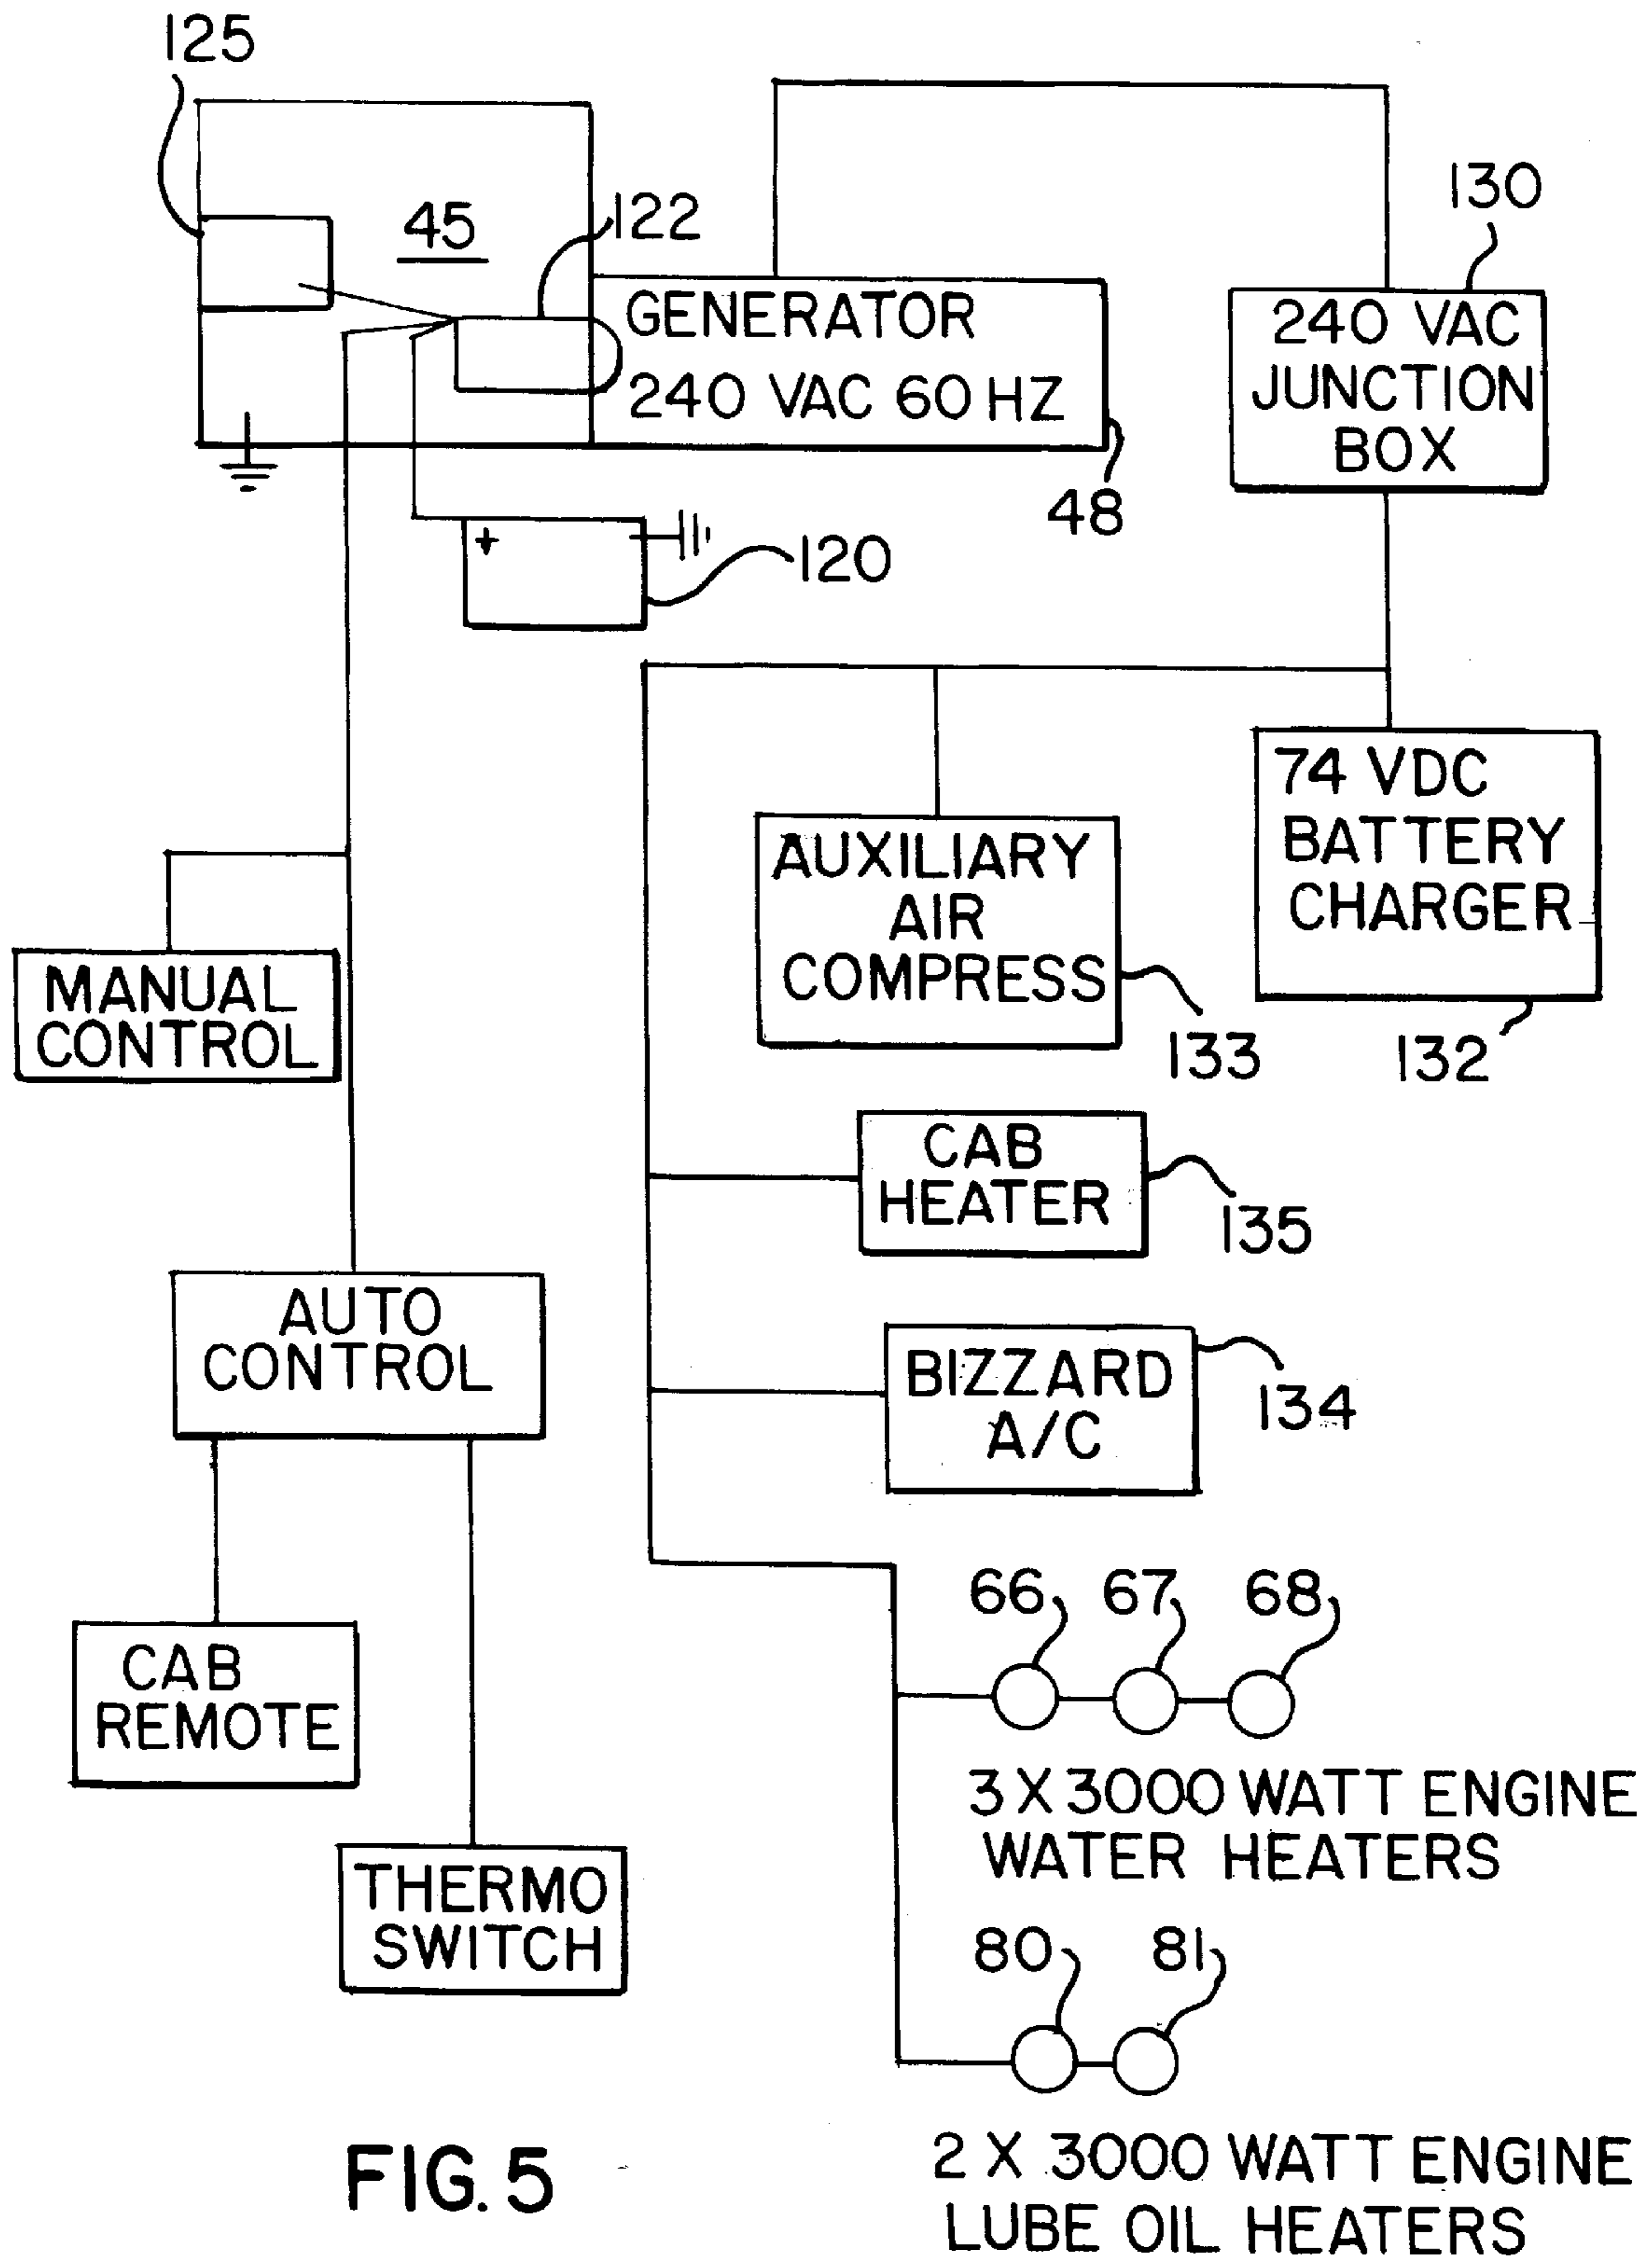 125
45
122
130
GENERATOR
240 VAC 60 HZ
240 VAC
JUNCTION
BOX
48
+
120
74 VDC
BATTERY
CHARGER
132
AUXILIARY
AIR
COMPRESS
133
MANUAL
CONTROL
CAB
HEATER
135
AUTO
CONTROL
BIZZARD
A/C
134
CAB
REMOTE
THERMO
SWITCH
66 67 68
3 X 3000 WATT ENGINE
WATER HEATERS
80 81
2 X 3000 WATT ENGINE
LUBE OIL HEATERS
FIG. 5